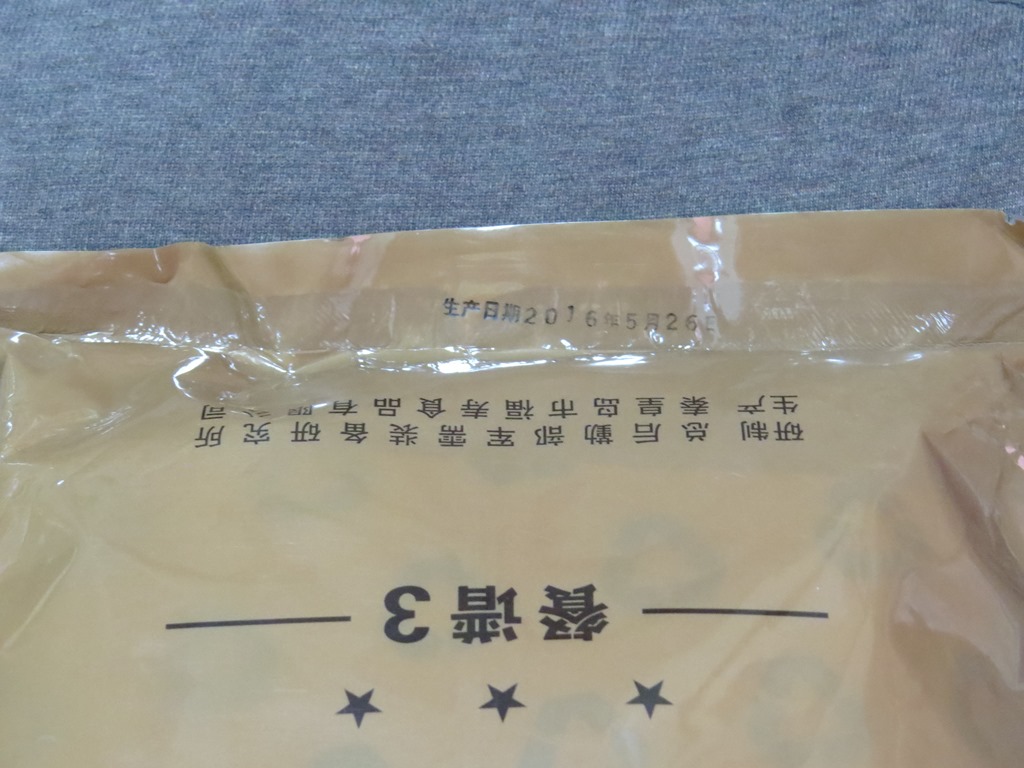 生产日期2016年5月26日
餐谱3
研制 总后勤部军需装备研究所
生产 秦皇岛市福寿食品有限公司